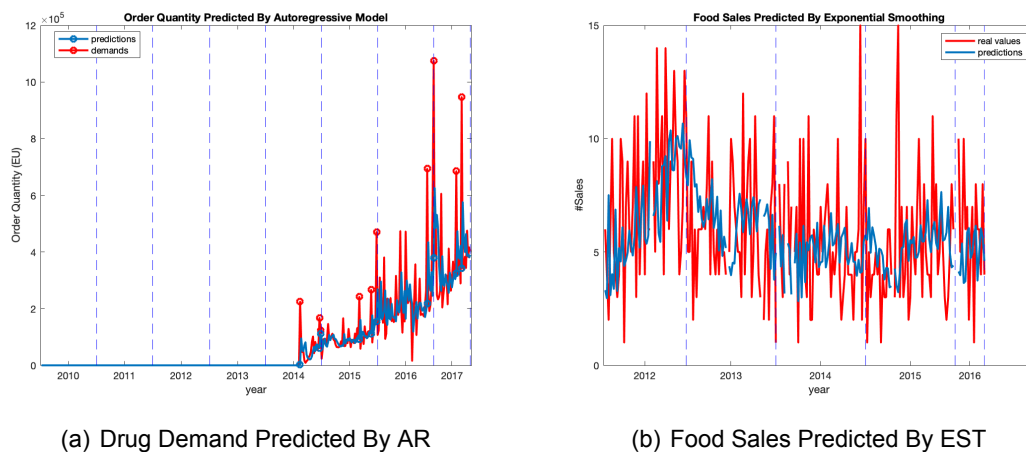 Order Quantity Predicted By Autoregressive Model
×10⁵
predictions
demands
12
10
8
6
4
2
0
Order Quantity (EU)
2010 2011 2012 2013 2014 2015 2016 2017
year
(a) Drug Demand Predicted By AR
Food Sales Predicted By Exponential Smoothing
real values
predictions
15
10
5
0
#Sales
2012 2013 2014 2015 2016
year
(b) Food Sales Predicted By EST